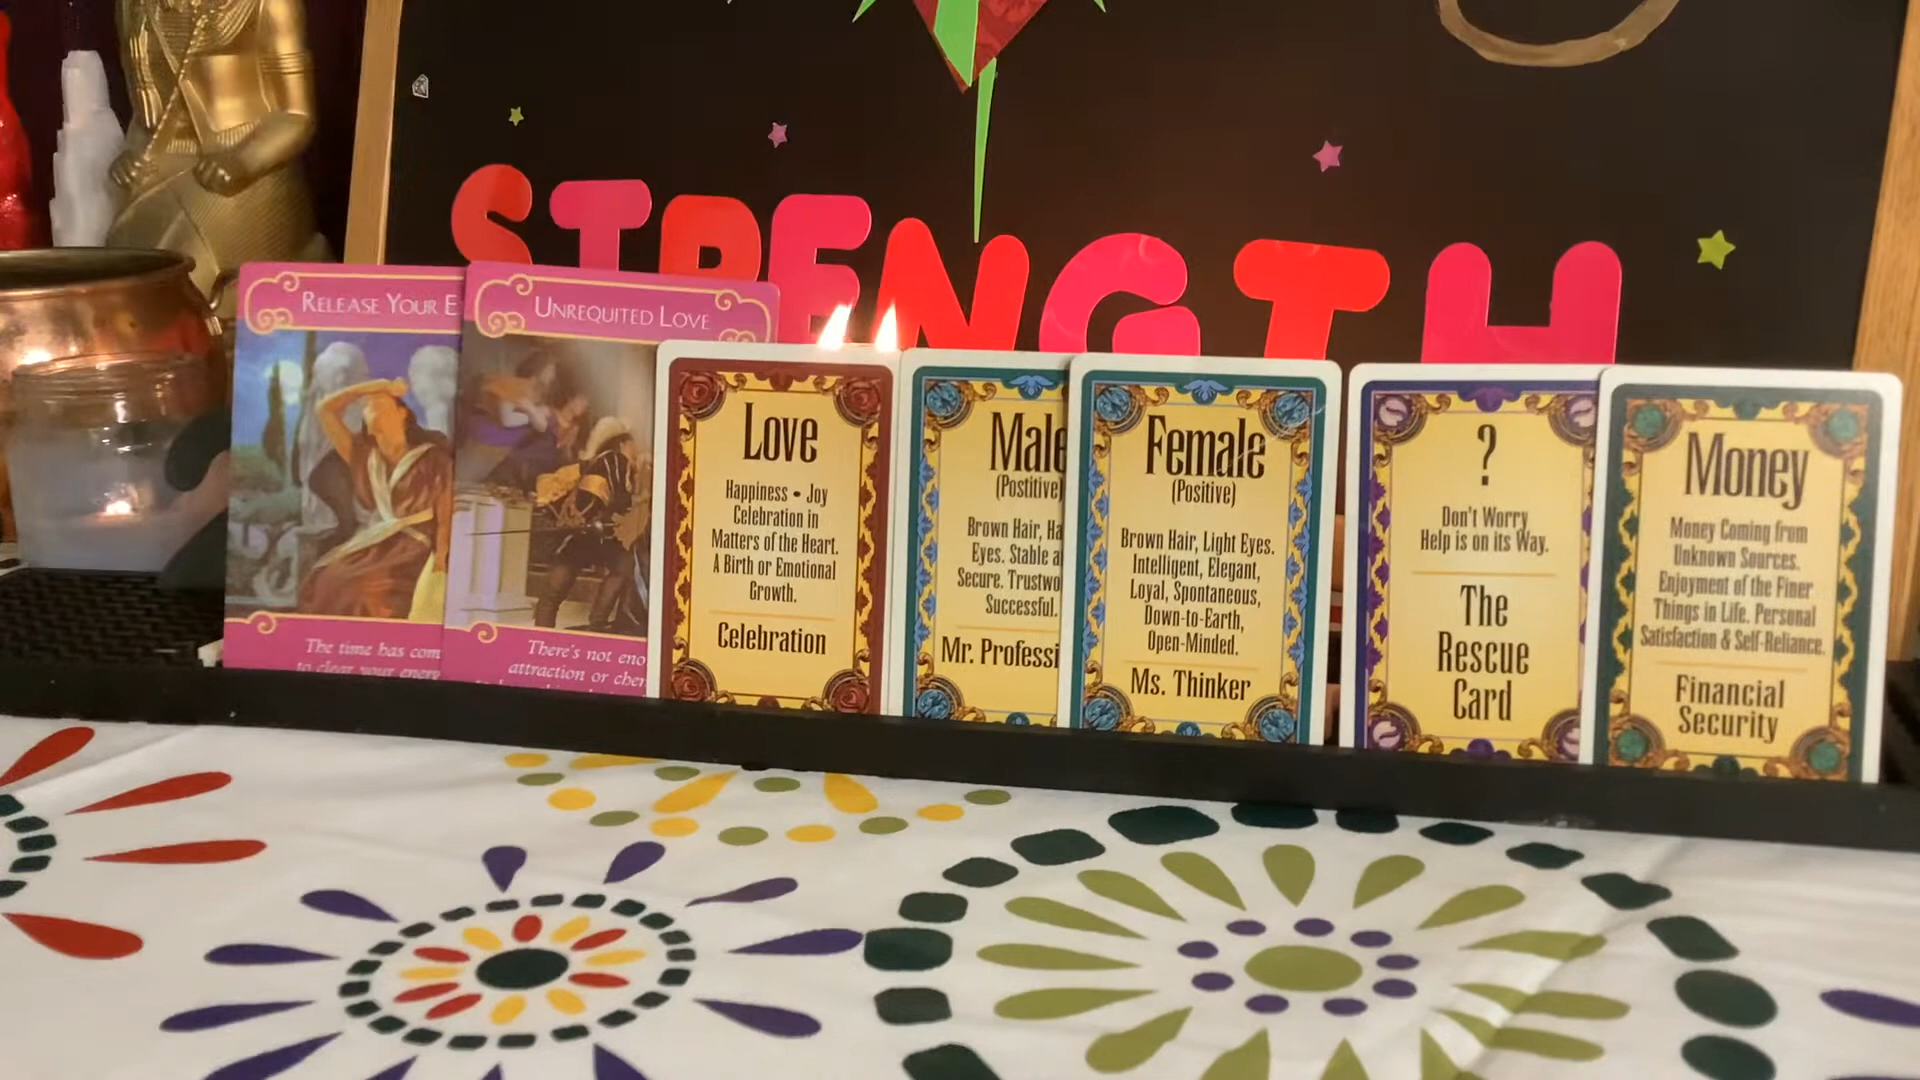 STRENGTH
RELEASE YOUR E
The time has com
to clear your energ
UNREQUITED LOVE
There's not eno
attraction or cher
Love
Happiness • Joy
Celebration in
Matters of the Heart.
A Birth or Emotional
Growth.
Celebration
Male
(Postitive)
Brown Hair, Ha
Eyes. Stable a
Secure. Trustwo
Successful.
Mr. Professi
Female
(Positive)
Brown Hair, Light Eyes.
Intelligent, Elegant,
Loyal, Spontaneous,
Down-to-Earth,
Open-Minded.
Ms. Thinker
?
Don't Worry
Help is on its Way.
The
Rescue
Card
Money
Money Coming from
Unknown Sources.
Enjoyment of the Finer
Things in Life. Personal
Satisfaction & Self-Reliance.
Financial
Security